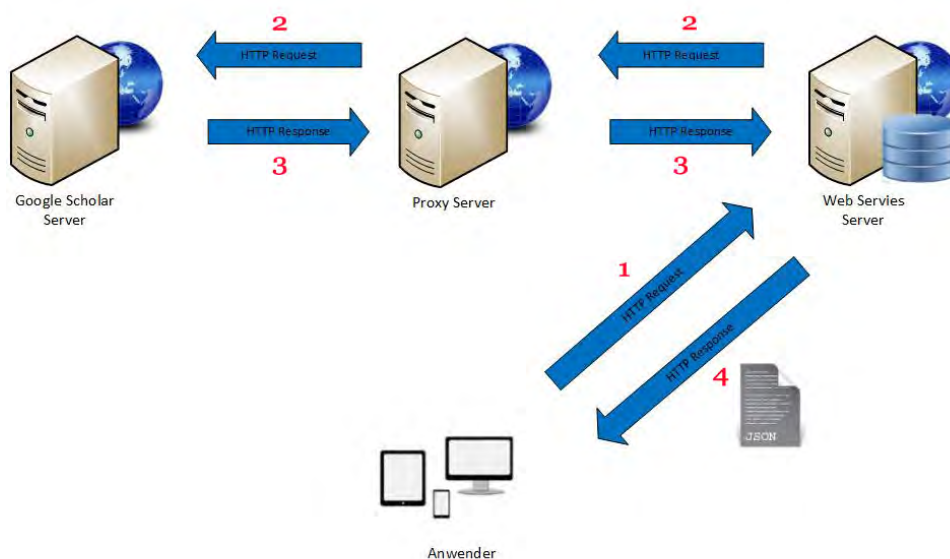 2
2
HTTP Request
HTTP Request
HTTP Response
HTTP Response
3
3
Google Scholar
Server
Proxy Server
Web Servies
Server
1
HTTP Request
HTTP Response
4
JSON
Anwender